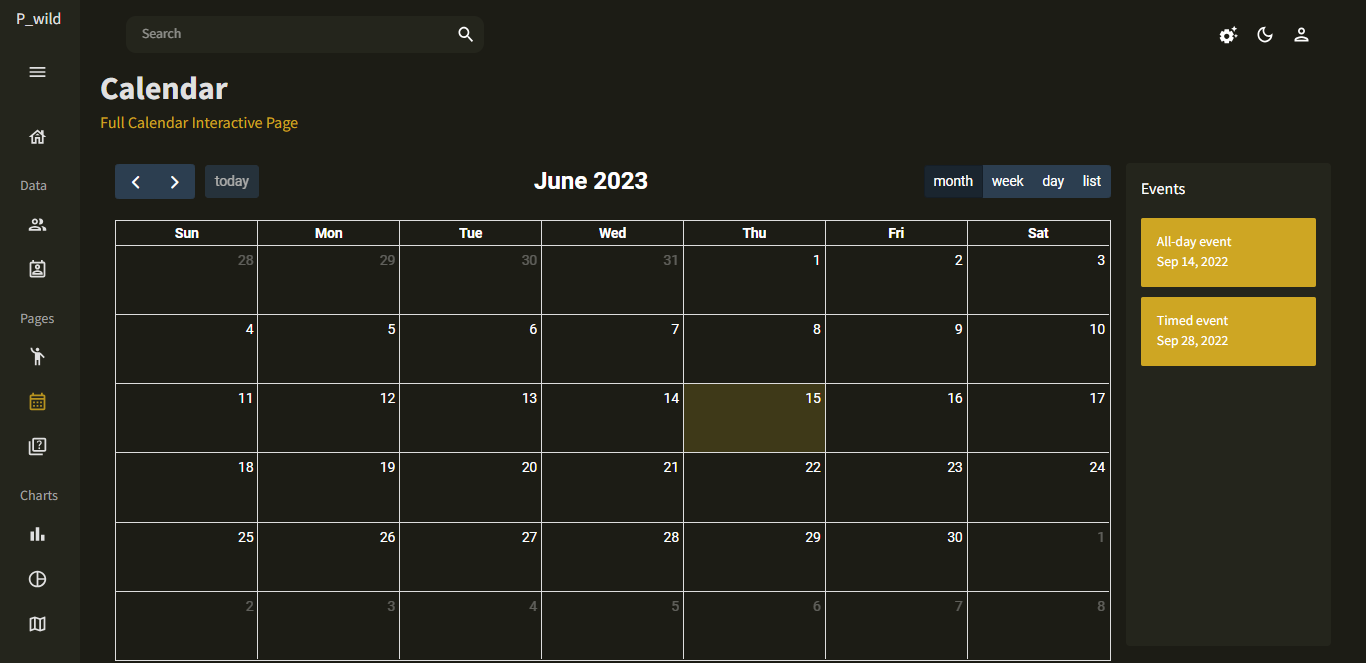 P_wild
Search
Calendar
Full Calendar Interactive Page
Data
Pages
Charts
today
June 2023
month week day list
Sun Mon Tue Wed Thu Fri Sat
28 29 30 31 1 2 3
4 5 6 7 8 9 10
11 12 13 14 15 16 17
18 19 20 21 22 23 24
25 26 27 28 29 30 1
2 3 4 5 6 7 8
Events
All-day event
Sep 14, 2022
Timed event
Sep 28, 2022